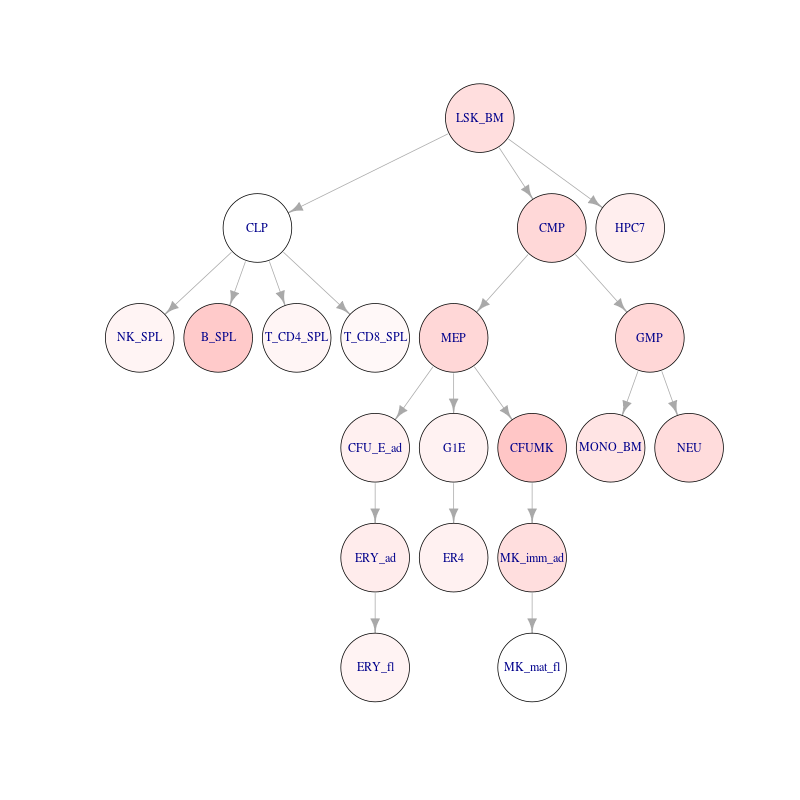 LSK_BM
CLP
CMP
HPC7
NK_SPL
B_SPL
T_CD4_SPL
T_CD8_SPL
MEP
GMP
CFU_E_ad
G1E
CFUMK
MONO_BM
NEU
ERY_ad
ER4
MK_imm_ad
ERY_fl
MK_mat_fl